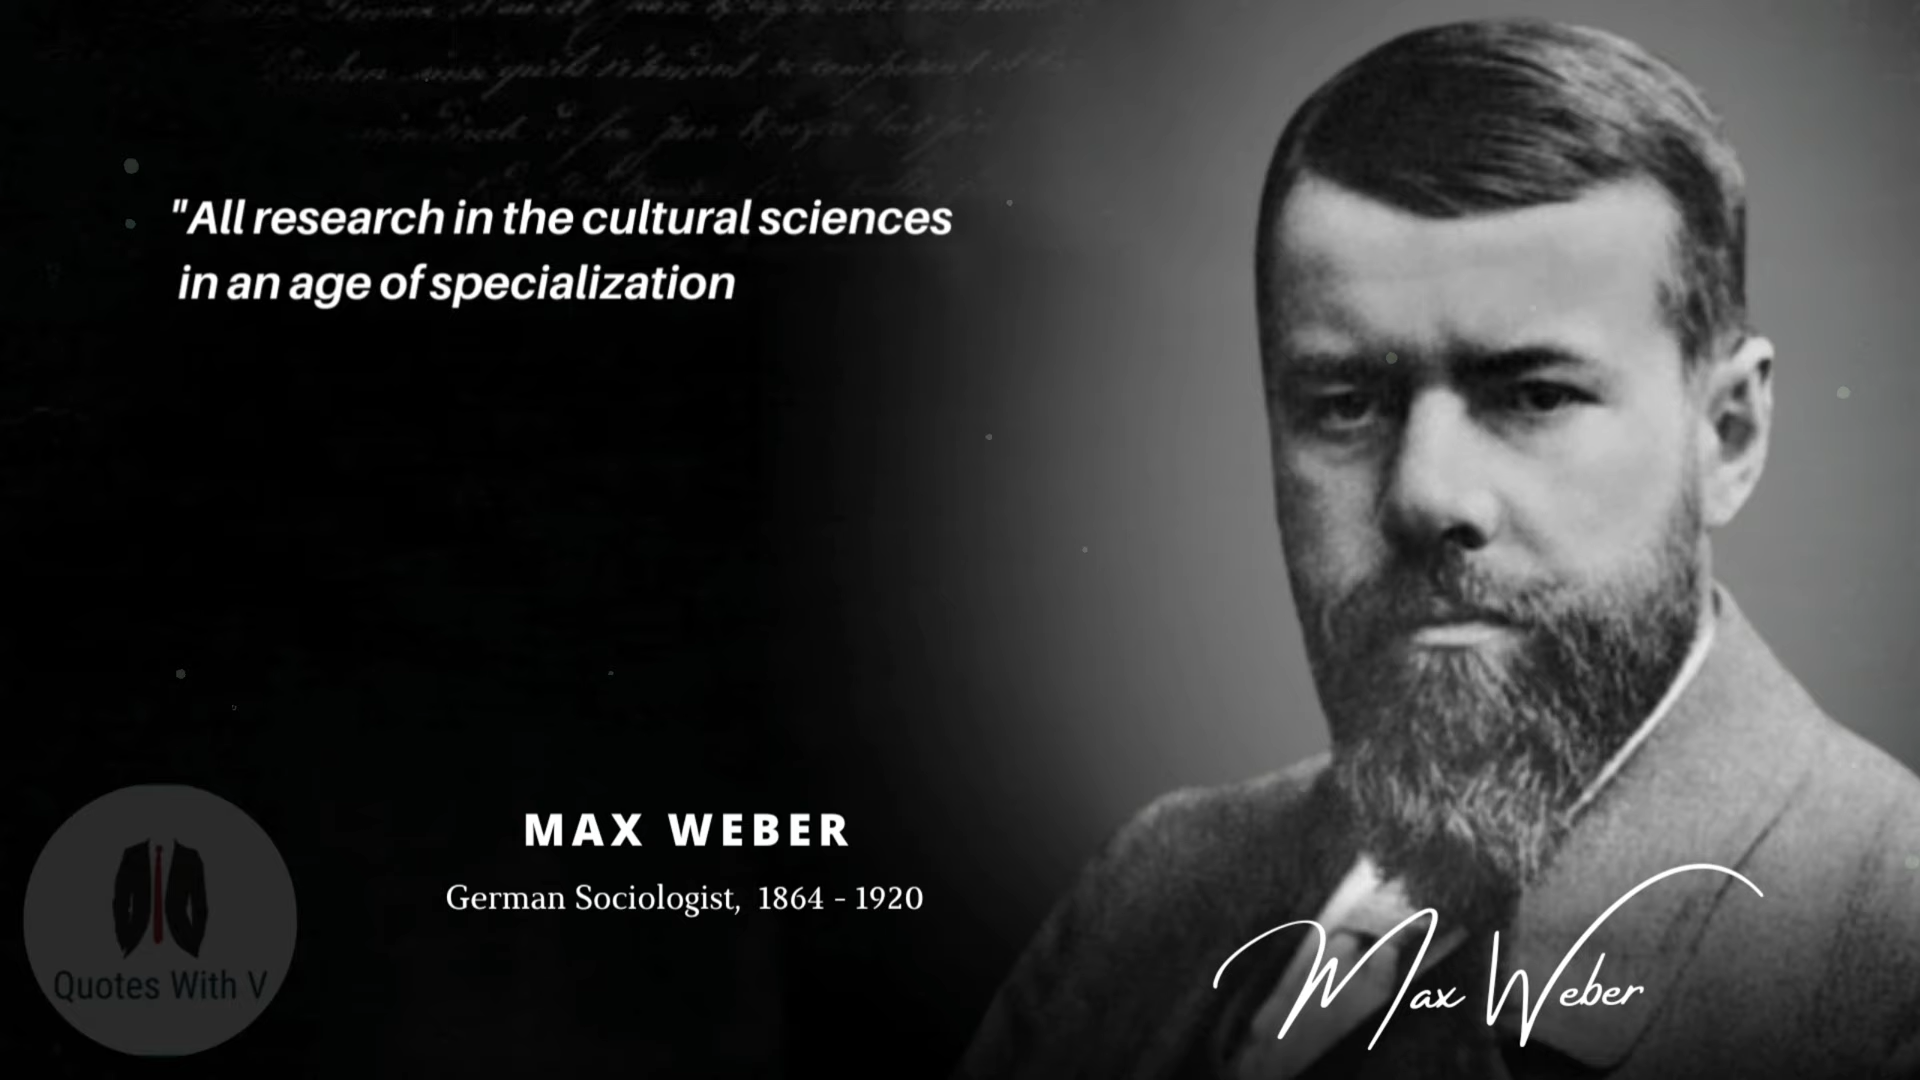 "All research in the cultural sciences
in an age of specialization
MAX WEBER
German Sociologist, 1864 - 1920
Max Weber
Quotes With V